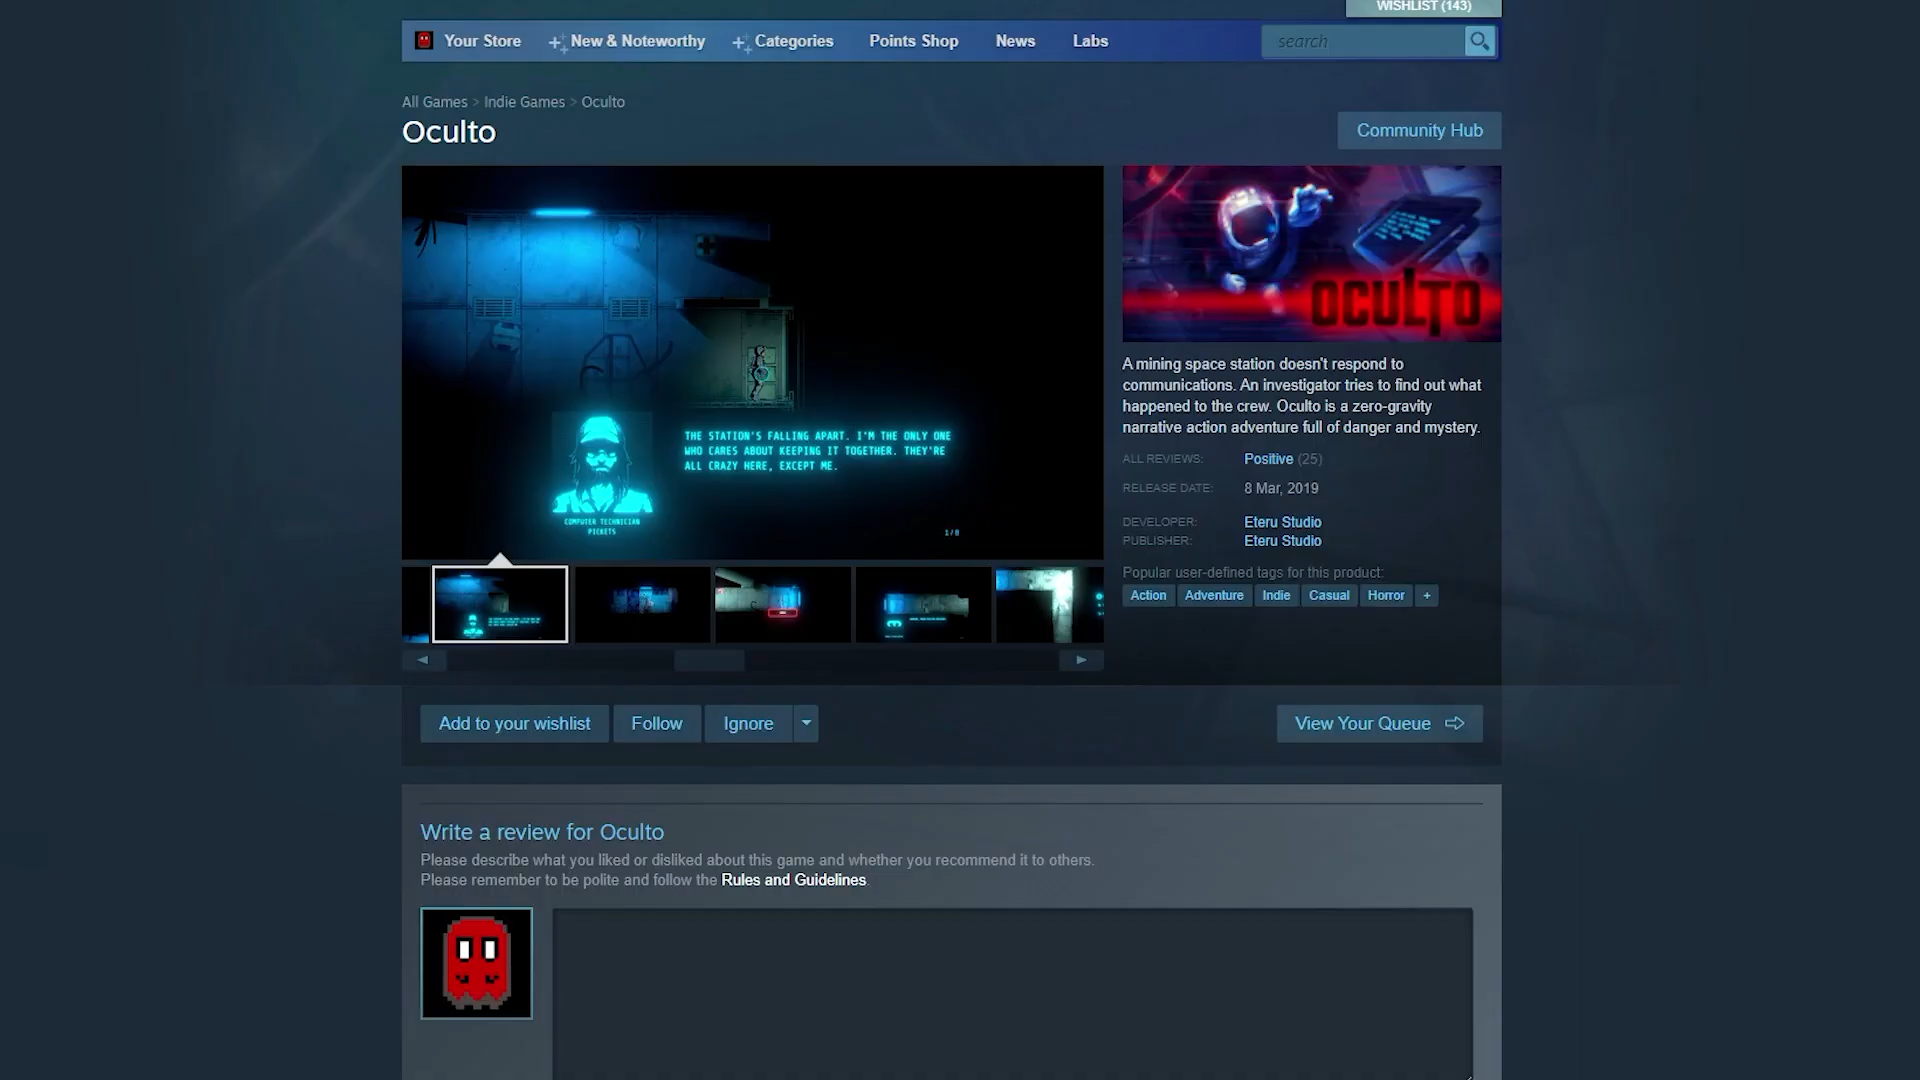 WISHLIST (143)
Your Store
New & Noteworthy
Categories
Points Shop
News
Labs
search
All Games > Indie Games > Oculto
Oculto
Community Hub
THE STATION'S FALLING APART. I'M THE ONLY ONE
WHO CARES ABOUT KEEPING IT TOGETHER. THEY'RE
ALL CRAZY HERE, EXCEPT ME.
COMPUTER TECHNICIAN
PICKETS
1/8
OCULTO
A mining space station doesn't respond to
communications. An investigator tries to find out what
happened to the crew. Oculto is a zero-gravity
narrative action adventure full of danger and mystery.
ALL REVIEWS: Positive (25)
RELEASE DATE: 8 Mar, 2019
DEVELOPER: Eteru Studio
PUBLISHER: Eteru Studio
Popular user-defined tags for this product:
Action Adventure Indie Casual Horror +
Add to your wishlist
Follow
Ignore
View Your Queue
Write a review for Oculto
Please describe what you liked or disliked about this game and whether you recommend it to others.
Please remember to be polite and follow the Rules and Guidelines